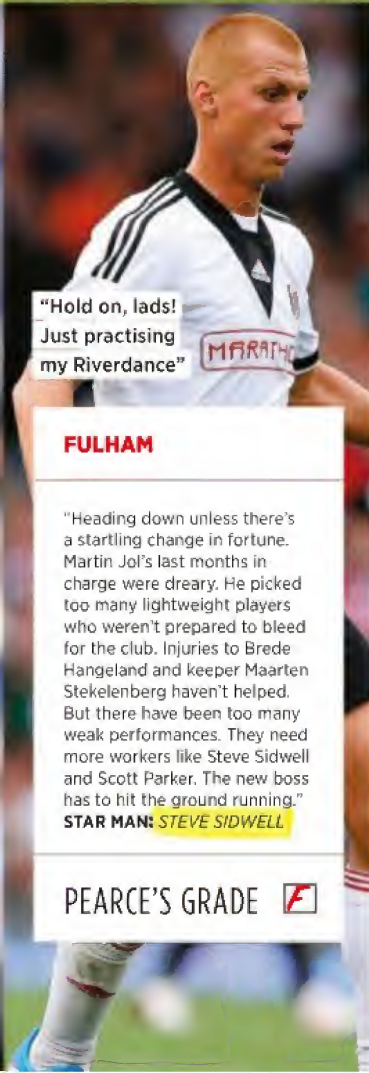 "Hold on, lads!
Just practising
my Riverdance"
MARATHO
FULHAM
"Heading down unless there's
a startling change in fortune.
Martin Jol's last months in
charge were dreary. He picked
too many lightweight players
who weren't prepared to bleed
for the club. Injuries to Brede
Hangeland and keeper Maarten
Stekelenberg haven't helped.
But there have been too many
weak performances. They need
more workers like Steve Sidwell
and Scott Parker. The new boss
has to hit the ground running."
STAR MAN: STEVE SIDWELL
PEARCE'S GRADE F